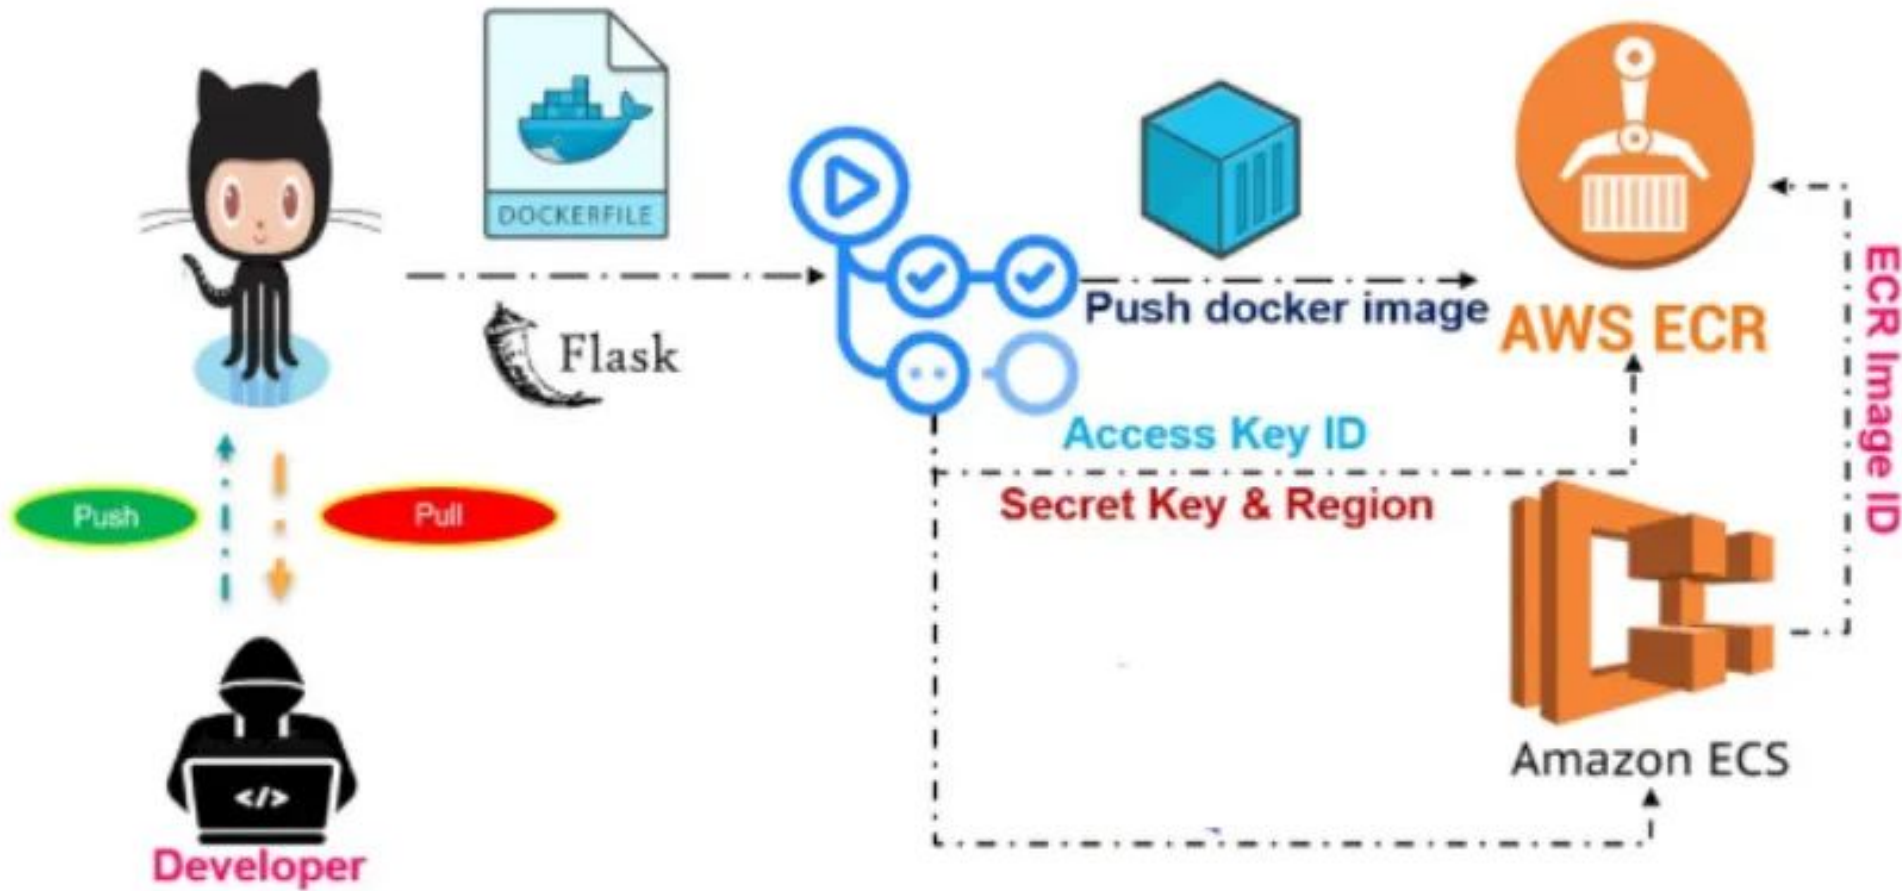 DOCKERFILE
Flask
Push docker image
AWS ECR
ECR Image ID
Access Key ID
Secret Key & Region
Push
Pull
</>
Developer
Amazon ECS